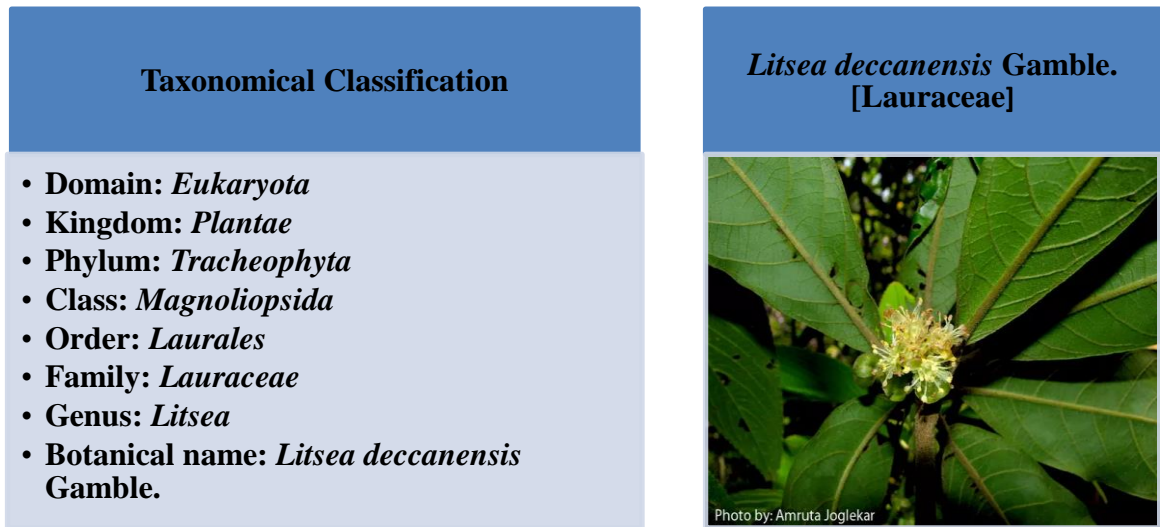 Taxonomical Classification
• Domain: Eukaryota
• Kingdom: Plantae
• Phylum: Tracheophyta
• Class: Magnoliopsida
• Order: Laurales
• Family: Lauraceae
• Genus: Litsea
• Botanical name: Litsea deccanensis
Gamble.
Litsea deccanensis Gamble.
[Lauraceae]
Photo by: Amruta Joglekar